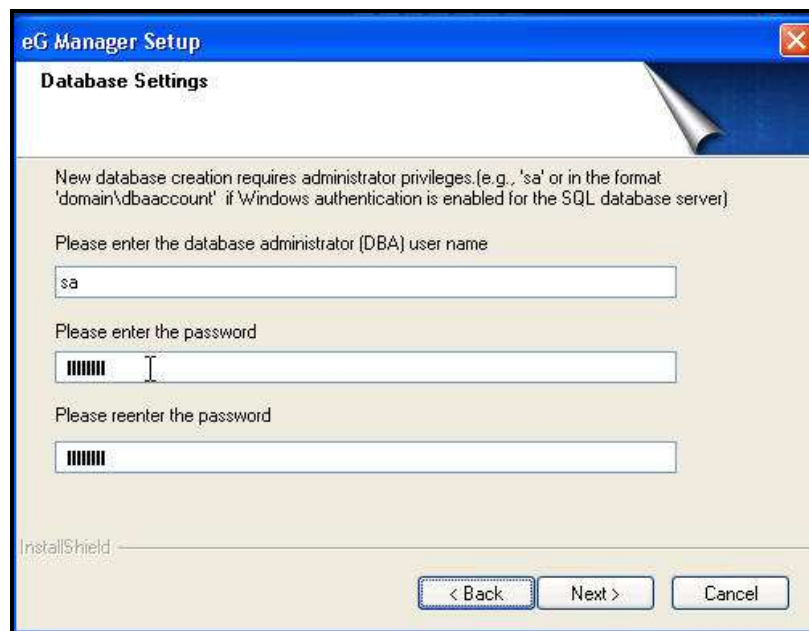 eG Manager Setup
Database Settings
New database creation requires administrator privileges.(e.g., 'sa' or in the format
'domain\dbaaccount' if Windows authentication is enabled for the SQL database server)
Please enter the database administrator (DBA) user name
sa
Please enter the password
Please reenter the password
InstallShield
< Back
Next >
Cancel